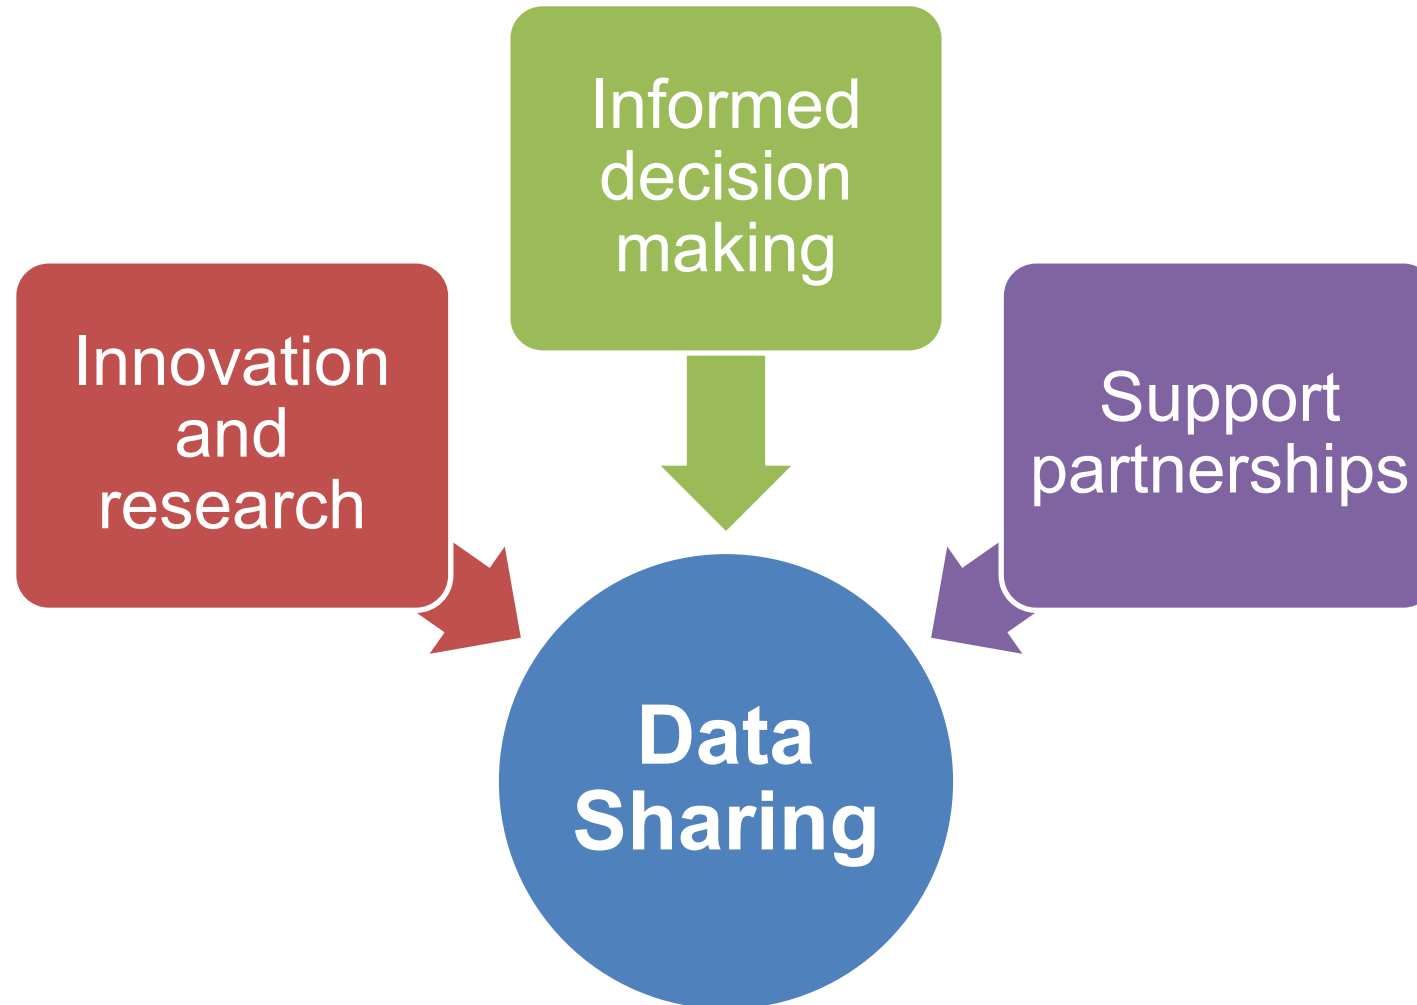 Informed
decision
making
Innovation
and
research
Support
partnerships
Data
Sharing